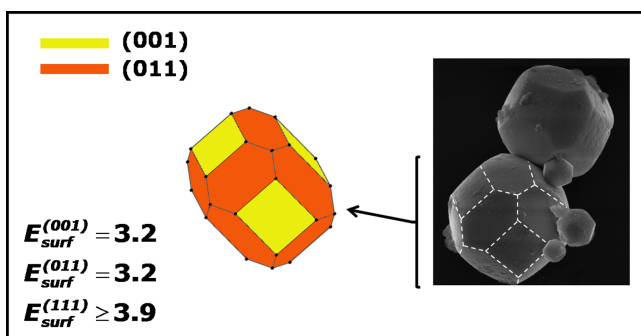 (001)
(011)
E_surf^(001) = 3.2
E_surf^(011) = 3.2
E_surf^(111) ≥ 3.9